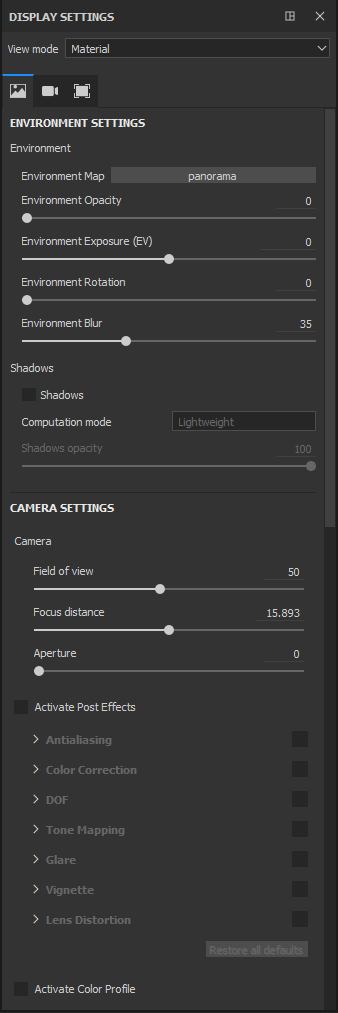 DISPLAY SETTINGS
View mode Material
ENVIRONMENT SETTINGS
Environment
Environment Map panorama
Environment Opacity 0
Environment Exposure (EV) 0
Environment Rotation 0
Environment Blur 35
Shadows
Shadows
Computation mode Lightweight
Shadows opacity 100
CAMERA SETTINGS
Camera
Field of view 50
Focus distance 15.893
Aperture 0
Activate Post Effects
Antialiasing
Color Correction
DOF
Tone Mapping
Glare
Vignette
Lens Distortion
Restore all defaults
Activate Color Profile